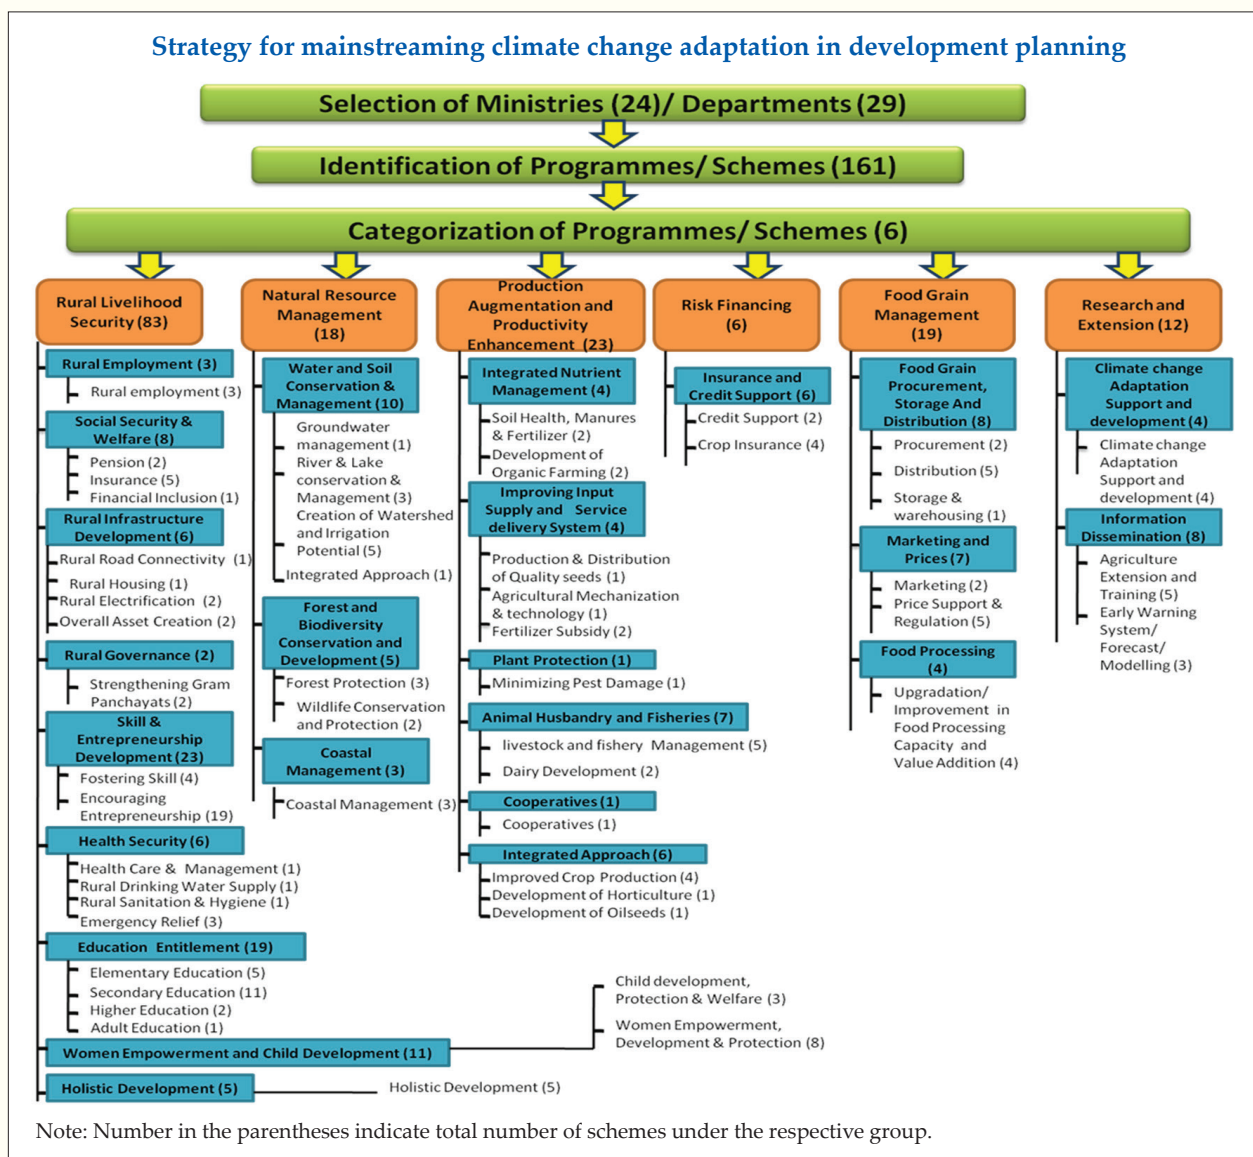 Strategy for mainstreaming climate change adaptation in development planning
Selection of Ministries (24)/ Departments (29)
Identification of Programmes/ Schemes (161)
Categorization of Programmes/ Schemes (6)
Rural Livelihood
Security (83)
Rural Employment (3)
Rural employment (3)
Social Security &
Welfare (8)
Pension (2)
Insurance (5)
Financial Inclusion (1)
Rural Infrastructure
Development (6)
Rural Road Connectivity (1)
Rural Housing (1)
Rural Electrification (2)
Overall Asset Creation (2)
Rural Governance (2)
Strengthening Gram
Panchayats (2)
Skill &
Entrepreneurship
Development (23)
Fostering Skill (4)
Encouraging
Entrepreneurship (19)
Health Security (6)
Health Care & Management (1)
Rural Drinking Water Supply (1)
Rural Sanitation & Hygiene (1)
Emergency Relief (3)
Education Entitlement (19)
Elementary Education (5)
Secondary Education (11)
Higher Education (2)
Adult Education (1)
Women Empowerment and Child Development (11)
Child development,
Protection & Welfare (3)
Women Empowerment,
Development & Protection (8)
Holistic Development (5)
Holistic Development (5)
Natural Resource
Management
(18)
Water and Soil
Conservation &
Management (10)
Groundwater
management (1)
River & Lake
conservation &
Management (3)
Creation of Watershed
and Irrigation
Potential (5)
Integrated Approach (1)
Forest and
Biodiversity
Conservation and
Development (5)
Forest Protection (3)
Wildlife Conservation
and Protection (2)
Coastal
Management (3)
Coastal Management (3)
Production
Augmentation and
Productivity
Enhancement (23)
Integrated Nutrient
Management (4)
Soil Health, Manures
& Fertilizer (2)
Development of
Organic Farming (2)
Improving Input
Supply and Service
delivery System (4)
Production & Distribution
of Quality seeds (1)
Agricultural Mechanization
& technology (1)
Fertilizer Subsidy (2)
Plant Protection (1)
Minimizing Pest Damage (1)
Animal Husbandry and Fisheries (7)
livestock and fishery Management (5)
Dairy Development (2)
Cooperatives (1)
Cooperatives (1)
Integrated Approach (6)
Improved Crop Production (4)
Development of Horticulture (1)
Development of Oilseeds (1)
Risk Financing
(6)
Insurance and
Credit Support (6)
Credit Support (2)
Crop Insurance (4)
Food Grain
Management
(19)
Food Grain
Procurement,
Storage And
Distribution (8)
Procurement (2)
Distribution (5)
Storage &
warehousing (1)
Marketing and
Prices (7)
Marketing (2)
Price Support &
Regulation (5)
Food Processing
(4)
Upgradation/
Improvement in
Food Processing
Capacity and
Value Addition (4)
Research and
Extension (12)
Climate change
Adaptation
Support and
development (4)
Climate change
Adaptation
Support and
development (4)
Information
Dissemination (8)
Agriculture
Extension and
Training (5)
Early Warning
System/
Forecast/
Modelling (3)
Note: Number in the parentheses indicate total number of schemes under the respective group.